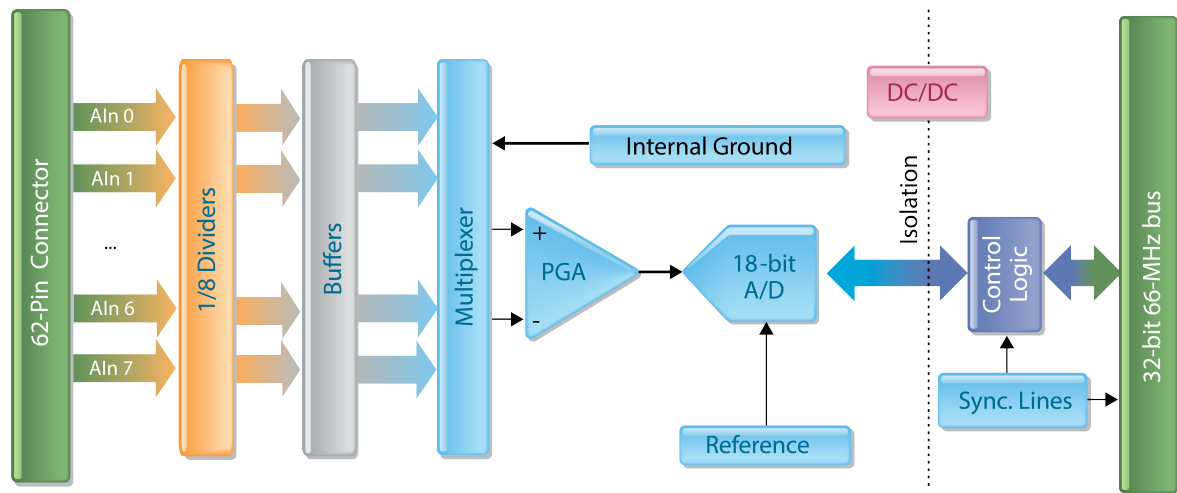 62-Pin Connector
AIn 0
AIn 1
...
AIn 6
AIn 7
1/8 Dividers
Buffers
Multiplexer
Internal Ground
+
PGA
-
18-bit
A/D
Reference
DC/DC
Isolation
Control
Logic
Sync. Lines
32-bit 66-MHz bus